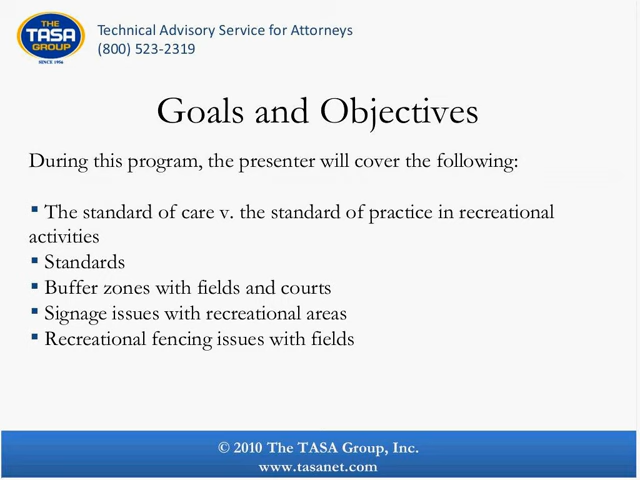 THE
TASA
GROUP
SINCE 1956
Technical Advisory Service for Attorneys
(800) 523-2319
Goals and Objectives
During this program, the presenter will cover the following:
▪ The standard of care v. the standard of practice in recreational
activities
▪ Standards
▪ Buffer zones with fields and courts
▪ Signage issues with recreational areas
▪ Recreational fencing issues with fields
© 2010 The TASA Group, Inc.
www.tasanet.com